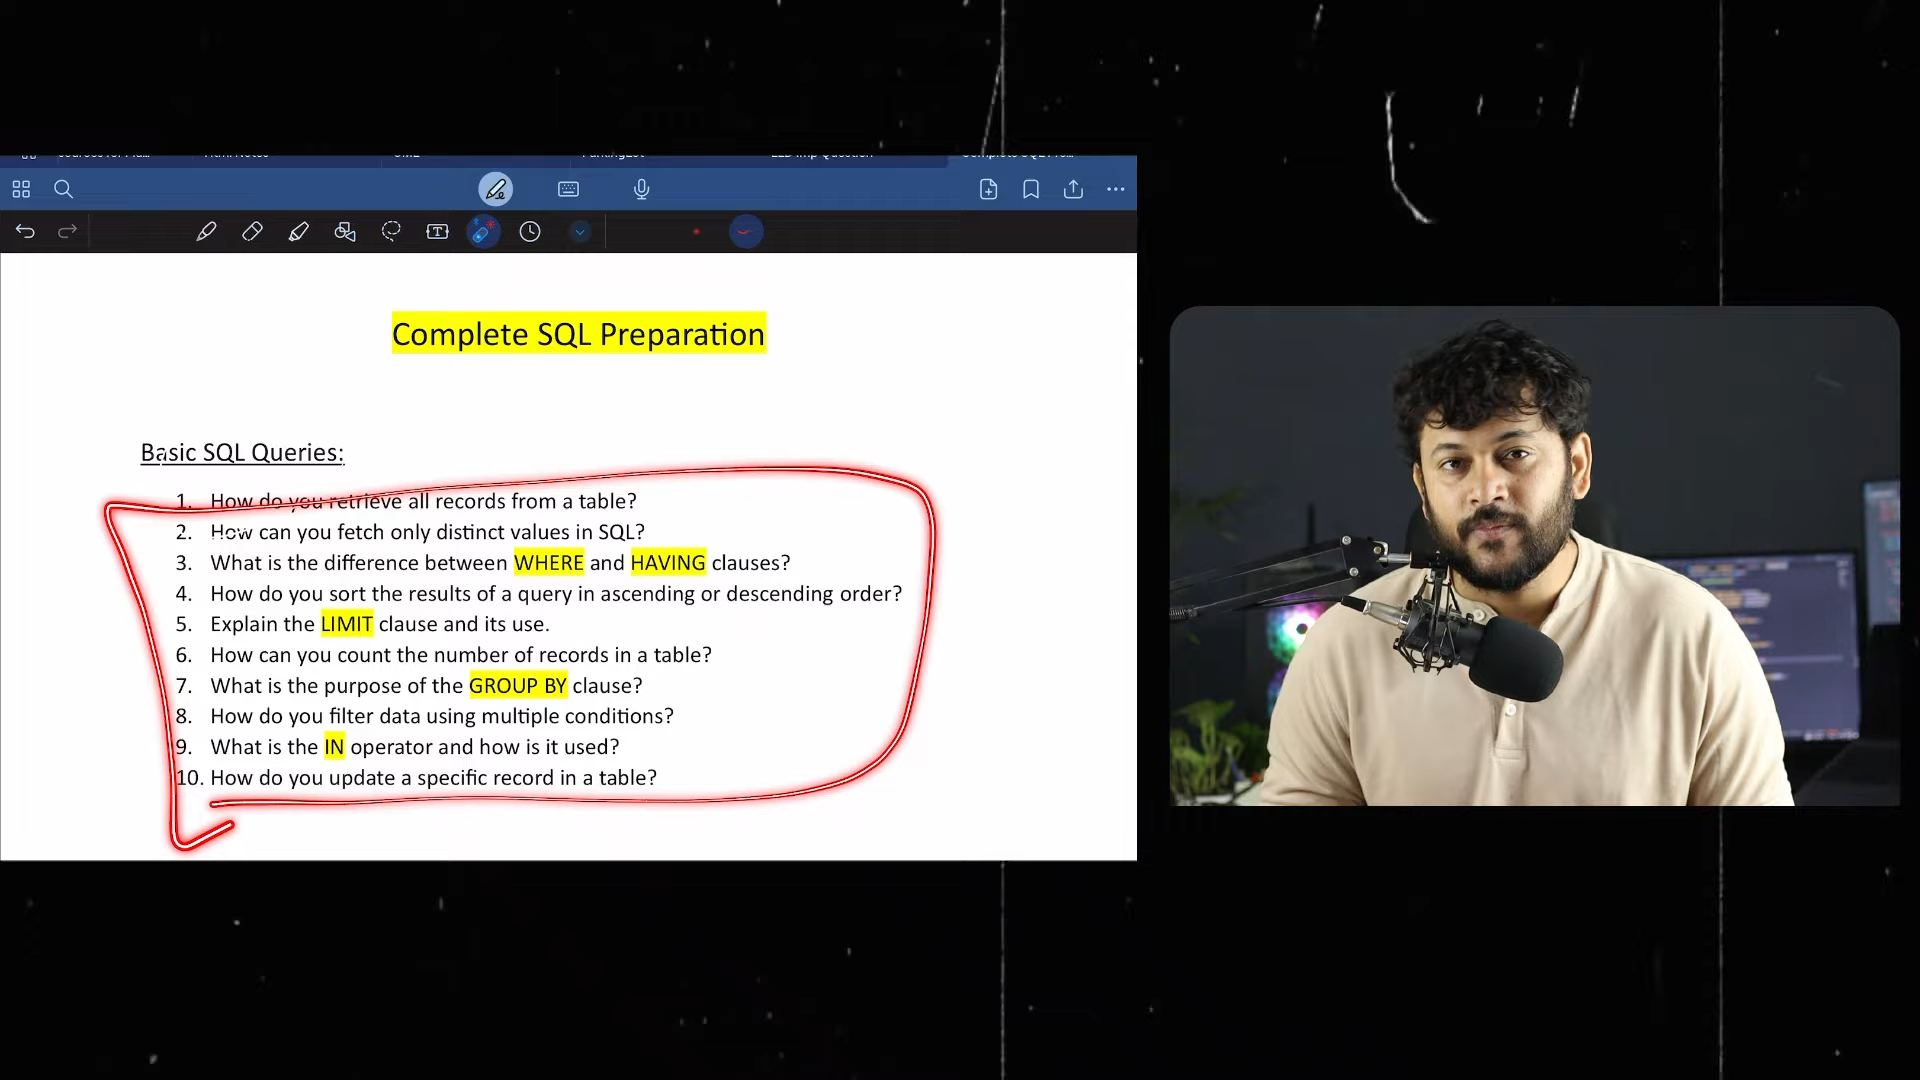 Complete SQL Preparation
Basic SQL Queries:
1. How do you retrieve all records from a table?
2. How can you fetch only distinct values in SQL?
3. What is the difference between WHERE and HAVING clauses?
4. How do you sort the results of a query in ascending or descending order?
5. Explain the LIMIT clause and its use.
6. How can you count the number of records in a table?
7. What is the purpose of the GROUP BY clause?
8. How do you filter data using multiple conditions?
9. What is the IN operator and how is it used?
10. How do you update a specific record in a table?